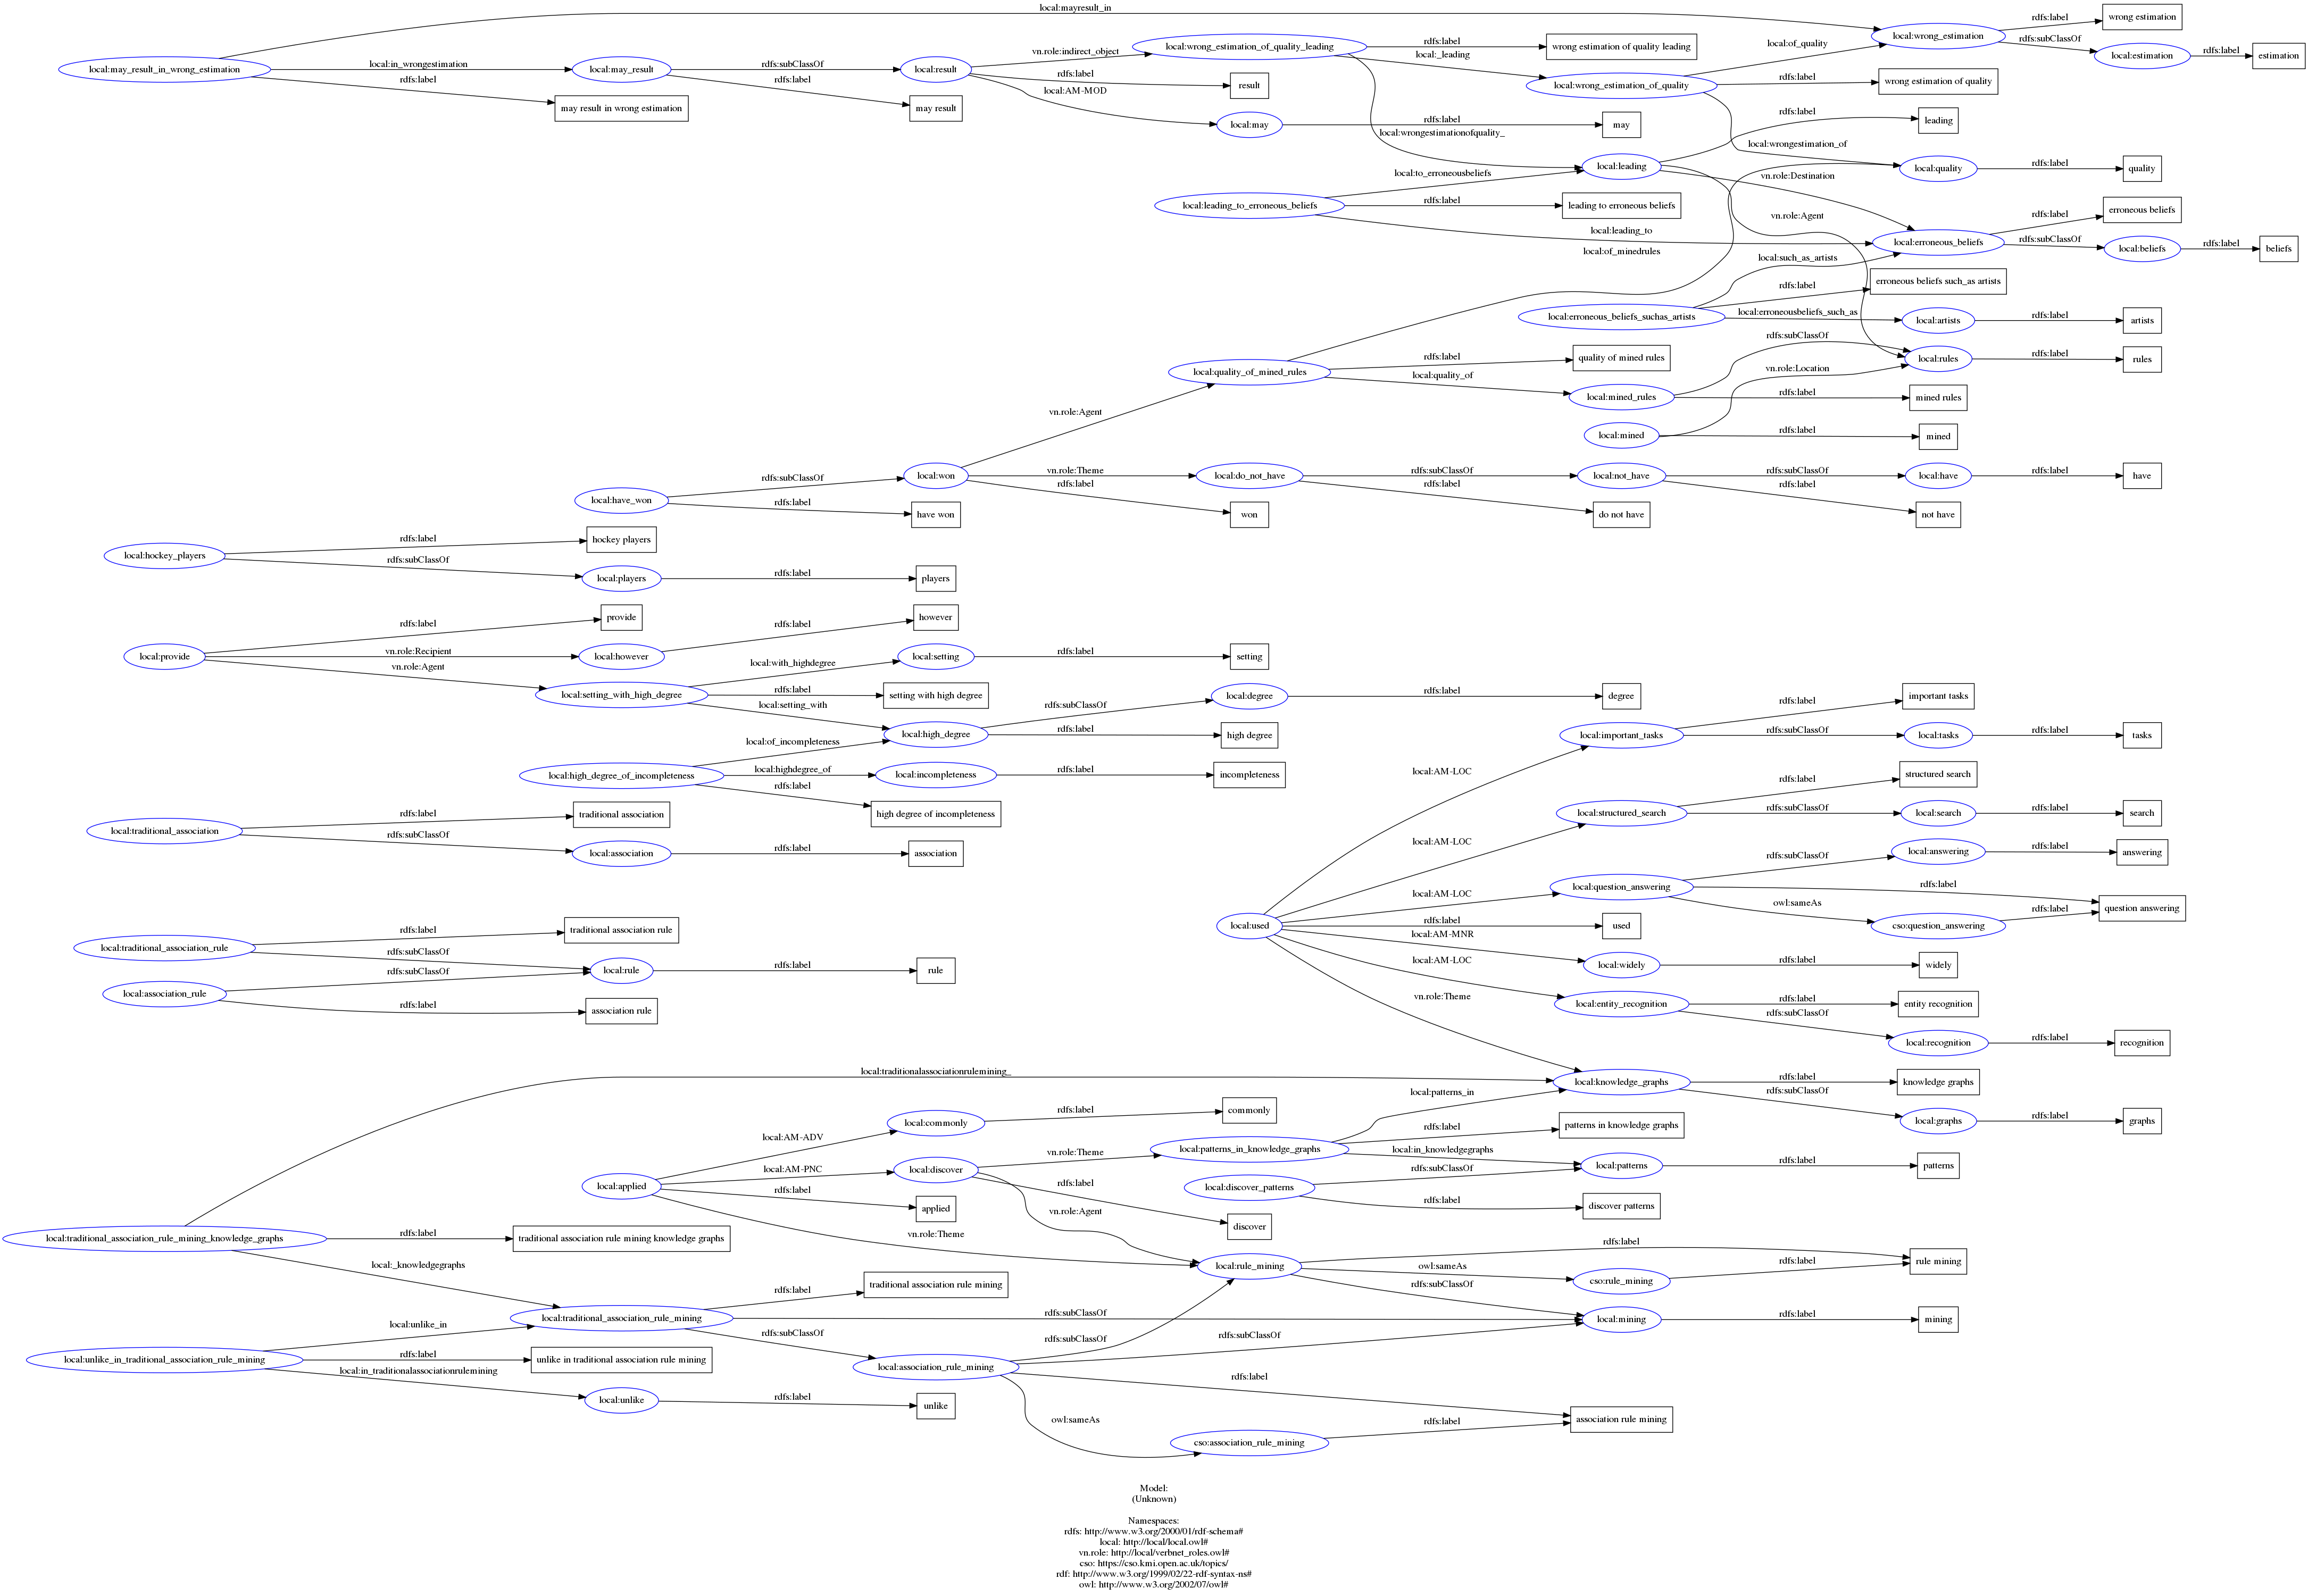 local:mayresult_in
rdfs:label
wrong estimation
local:wrong_estimation
local:may_result_in_wrong_estimation
local:in_wrongestimation
rdfs:label
local:may_result
rdfs:subClassOf
rdfs:label
local:result
vn.role:indirect_object
rdfs:label
local:AM-MOD
local:wrong_estimation_of_quality_leading
rdfs:label
local:_leading
wrong estimation of quality leading
local:of_quality
rdfs:subClassOf
local:estimation
rdfs:label
estimation
may result in wrong estimation
may result
result
local:wrong_estimation_of_quality
rdfs:label
wrong estimation of quality
local:may
rdfs:label
may
local:wrongestimationofquality_
rdfs:label
leading
local:wrongestimation_of
local:leading
local:quality
rdfs:label
quality
local:to_erroneousbeliefs
vn.role:Destination
local:leading_to_erroneous_beliefs
rdfs:label
leading to erroneous beliefs
vn.role:Agent
local:leading_to
rdfs:label
erroneous beliefs
local:erroneous_beliefs
rdfs:subClassOf
local:beliefs
rdfs:label
beliefs
local:of_minedrules
local:such_as_artists
rdfs:label
erroneous beliefs such_as artists
local:erroneous_beliefs_suchas_artists
local:erroneousbeliefs_such_as
local:artists
rdfs:label
artists
rdfs:subClassOf
local:quality_of_mined_rules
rdfs:label
quality of mined rules
local:quality_of
vn.role:Location
local:rules
rdfs:label
rules
local:mined_rules
rdfs:label
mined rules
vn.role:Agent
local:mined
rdfs:label
mined
local:have_won
rdfs:subClassOf
rdfs:label
local:won
vn.role:Theme
rdfs:label
local:do_not_have
rdfs:subClassOf
rdfs:label
local:not_have
rdfs:subClassOf
rdfs:label
local:have
rdfs:label
have
have won
won
do not have
not have
local:hockey_players
rdfs:label
hockey players
rdfs:subClassOf
local:players
rdfs:label
players
rdfs:label
provide
local:provide
vn.role:Recipient
vn.role:Agent
local:however
rdfs:label
however
local:with_highdegree
local:setting
rdfs:label
setting
local:setting_with_high_degree
rdfs:label
setting with high degree
local:setting_with
rdfs:subClassOf
local:degree
rdfs:label
degree
rdfs:label
important tasks
local:high_degree
rdfs:label
high degree
local:important_tasks
rdfs:subClassOf
local:tasks
rdfs:label
tasks
local:of_incompleteness
local:high_degree_of_incompleteness
local:highdegree_of
rdfs:label
local:incompleteness
rdfs:label
incompleteness
local:AM-LOC
rdfs:label
structured search
high degree of incompleteness
local:structured_search
rdfs:subClassOf
local:search
rdfs:label
search
local:traditional_association
rdfs:label
traditional association
rdfs:subClassOf
local:association
rdfs:label
association
local:AM-LOC
rdfs:subClassOf
local:answering
rdfs:label
answering
local:question_answering
rdfs:label
owl:sameAs
question answering
cso:question_answering
rdfs:label
local:AM-LOC
local:used
rdfs:label
used
local:AM-MNR
local:widely
rdfs:label
widely
local:AM-LOC
local:traditional_association_rule
rdfs:label
traditional association rule
rdfs:subClassOf
rdfs:subClassOf
local:rule
rdfs:label
rule
local:association_rule
rdfs:label
association rule
vn.role:Theme
local:entity_recognition
rdfs:label
entity recognition
rdfs:subClassOf
local:recognition
rdfs:label
recognition
local:traditionalassociationrulemining_
local:knowledge_graphs
rdfs:label
knowledge graphs
rdfs:subClassOf
local:graphs
rdfs:label
graphs
local:patterns_in
local:commonly
rdfs:label
commonly
local:AM-ADV
local:patterns_in_knowledge_graphs
rdfs:label
patterns in knowledge graphs
local:in_knowledgegraphs
local:AM-PNC
local:discover
vn.role:Theme
rdfs:label
vn.role:Agent
rdfs:subClassOf
local:patterns
rdfs:label
patterns
local:applied
rdfs:label
applied
local:discover_patterns
rdfs:label
discover patterns
discover
vn.role:Theme
local:traditional_association_rule_mining_knowledge_graphs
rdfs:label
traditional association rule mining knowledge graphs
local:_knowledgegraphs
local:rule_mining
rdfs:label
rule mining
owl:sameAs
cso:rule_mining
rdfs:label
rdfs:subClassOf
rdfs:label
traditional association rule mining
local:traditional_association_rule_mining
rdfs:subClassOf
rdfs:subClassOf
local:mining
rdfs:label
mining
local:unlike_in
local:unlike_in_traditional_association_rule_mining
rdfs:label
unlike in traditional association rule mining
local:in_traditionalassociationrulemining
local:association_rule_mining
rdfs:subClassOf
rdfs:subClassOf
rdfs:label
local:unlike
rdfs:label
unlike
owl:sameAs
association rule mining
cso:association_rule_mining
rdfs:label
Model:
(Unknown)
Namespaces:
rdfs: http://www.w3.org/2000/01/rdf-schema#
local: http://local/local.owl#
vn.role: http://local/verbnet_roles.owl#
cso: https://cso.kmi.open.ac.uk/topics/
rdf: http://www.w3.org/1999/02/22-rdf-syntax-ns#
owl: http://www.w3.org/2002/07/owl#